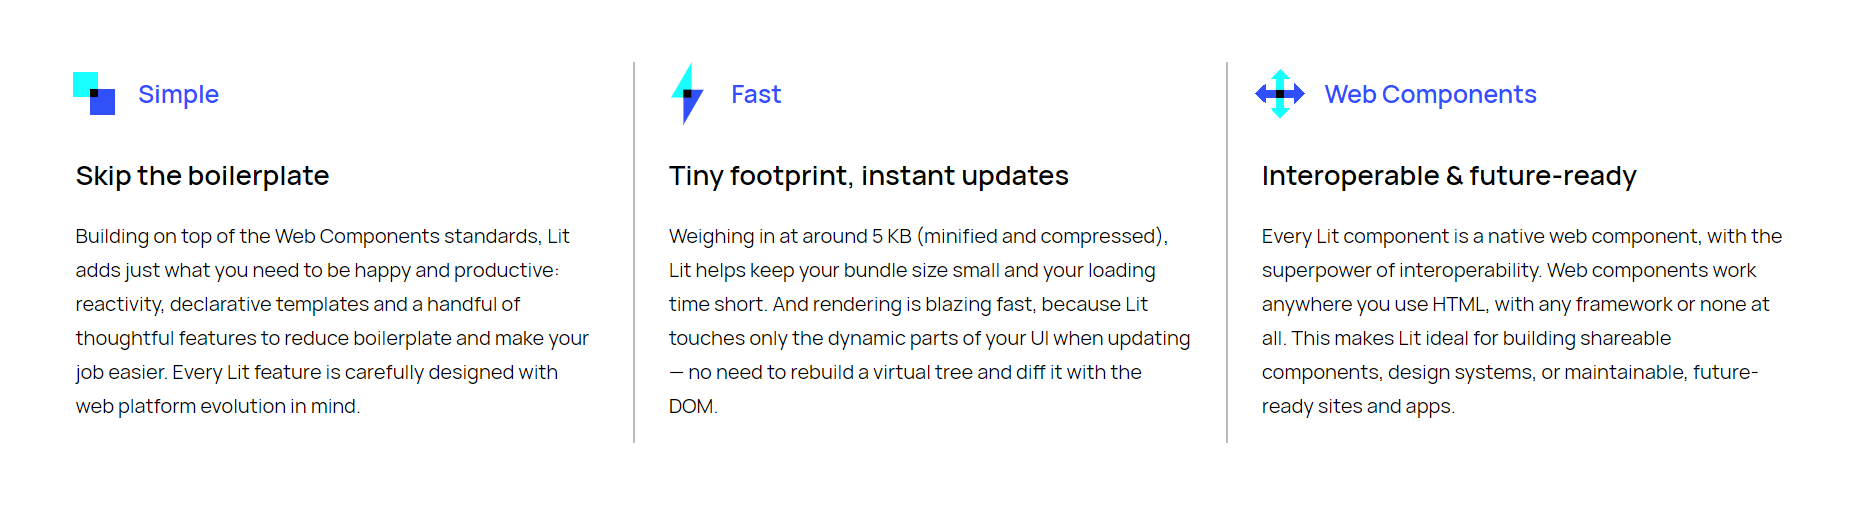 Simple
Skip the boilerplate
Building on top of the Web Components standards, Lit
adds just what you need to be happy and productive:
reactivity, declarative templates and a handful of
thoughtful features to reduce boilerplate and make your
job easier. Every Lit feature is carefully designed with
web platform evolution in mind.
Fast
Tiny footprint, instant updates
Weighing in at around 5 KB (minified and compressed),
Lit helps keep your bundle size small and your loading
time short. And rendering is blazing fast, because Lit
touches only the dynamic parts of your UI when updating
— no need to rebuild a virtual tree and diff it with the
DOM.
Web Components
Interoperable & future-ready
Every Lit component is a native web component, with the
superpower of interoperability. Web components work
anywhere you use HTML, with any framework or none at
all. This makes Lit ideal for building shareable
components, design systems, or maintainable, future-
ready sites and apps.